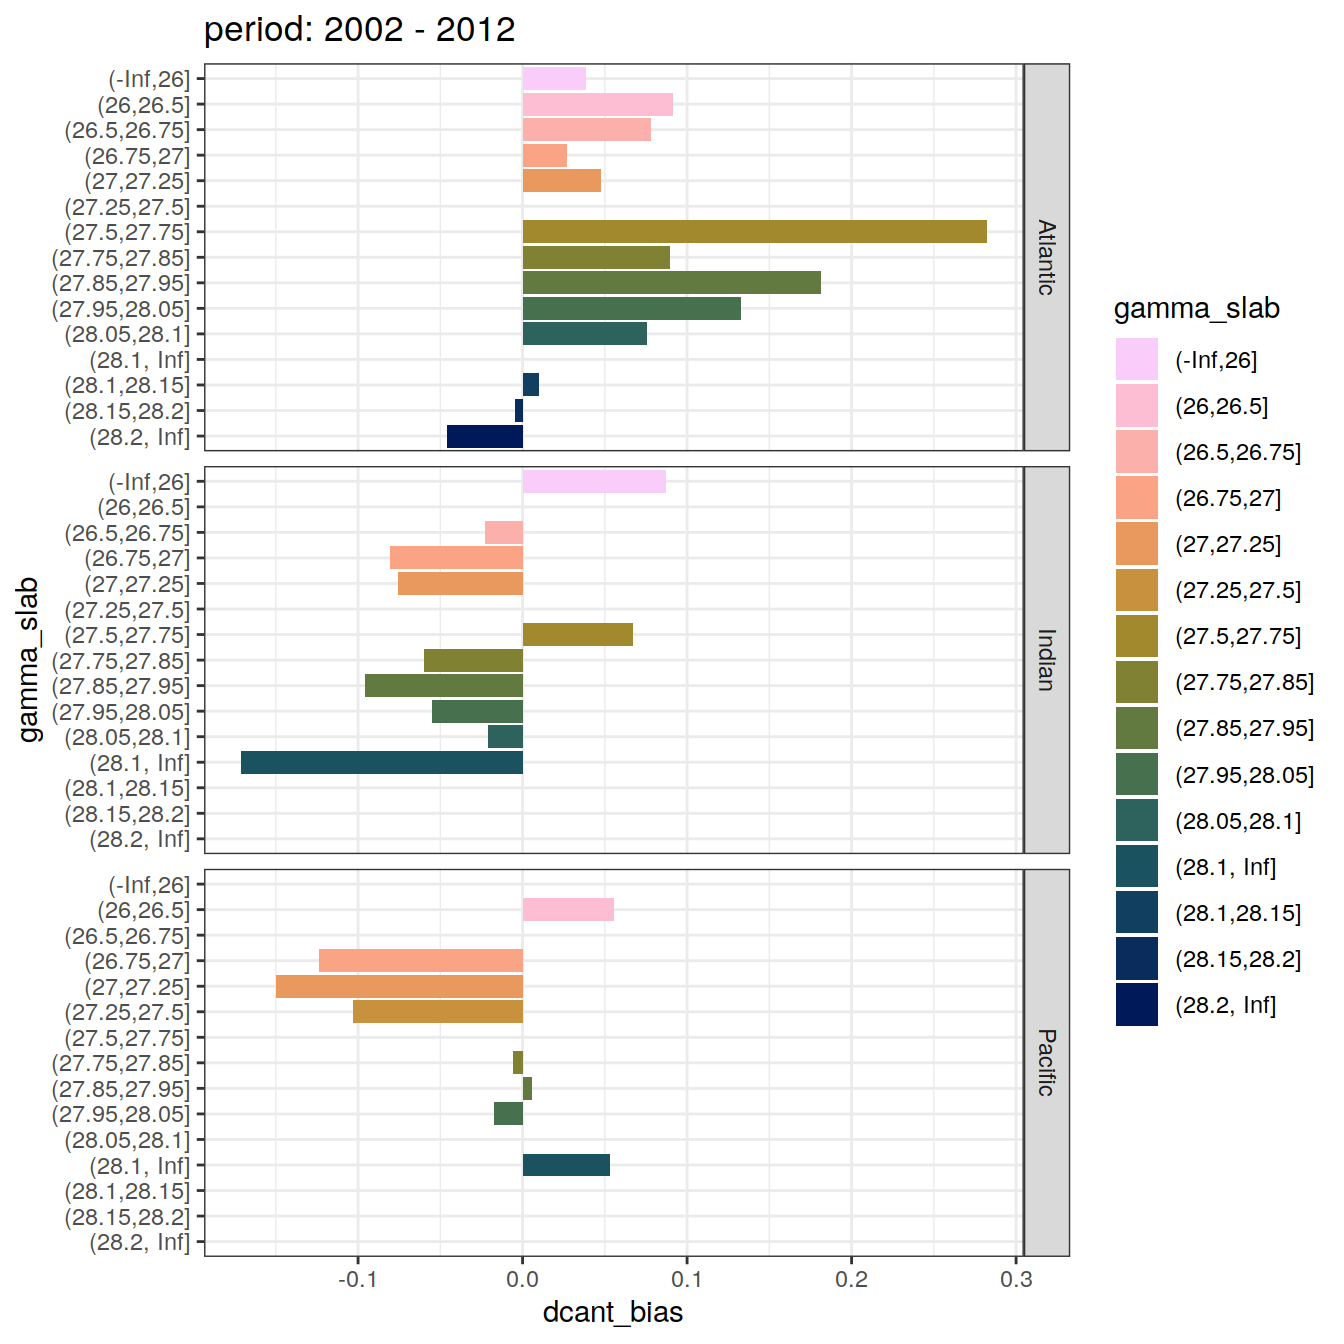 period: 2002 - 2012
(-Inf,26]
(26,26.5]
(26.5,26.75]
(26.75,27]
(27,27.25]
(27.25,27.5]
(27.5,27.75]
(27.75,27.85]
(27.85,27.95]
(27.95,28.05]
(28.05,28.1]
(28.1, Inf]
(28.1,28.15]
(28.15,28.2]
(28.2, Inf]
Atlantic
(-Inf,26]
(26,26.5]
(26.5,26.75]
(26.75,27]
(27,27.25]
(27.25,27.5]
(27.5,27.75]
(27.75,27.85]
(27.85,27.95]
(27.95,28.05]
(28.05,28.1]
(28.1, Inf]
(28.1,28.15]
(28.15,28.2]
(28.2, Inf]
Indian
(-Inf,26]
(26,26.5]
(26.5,26.75]
(26.75,27]
(27,27.25]
(27.25,27.5]
(27.5,27.75]
(27.75,27.85]
(27.85,27.95]
(27.95,28.05]
(28.05,28.1]
(28.1, Inf]
(28.1,28.15]
(28.15,28.2]
(28.2, Inf]
Pacific
gamma_slab
-0.1 0.0 0.1 0.2 0.3
dcant_bias
gamma_slab
(-Inf,26]
(26,26.5]
(26.5,26.75]
(26.75,27]
(27,27.25]
(27.25,27.5]
(27.5,27.75]
(27.75,27.85]
(27.85,27.95]
(27.95,28.05]
(28.05,28.1]
(28.1, Inf]
(28.1,28.15]
(28.15,28.2]
(28.2, Inf]